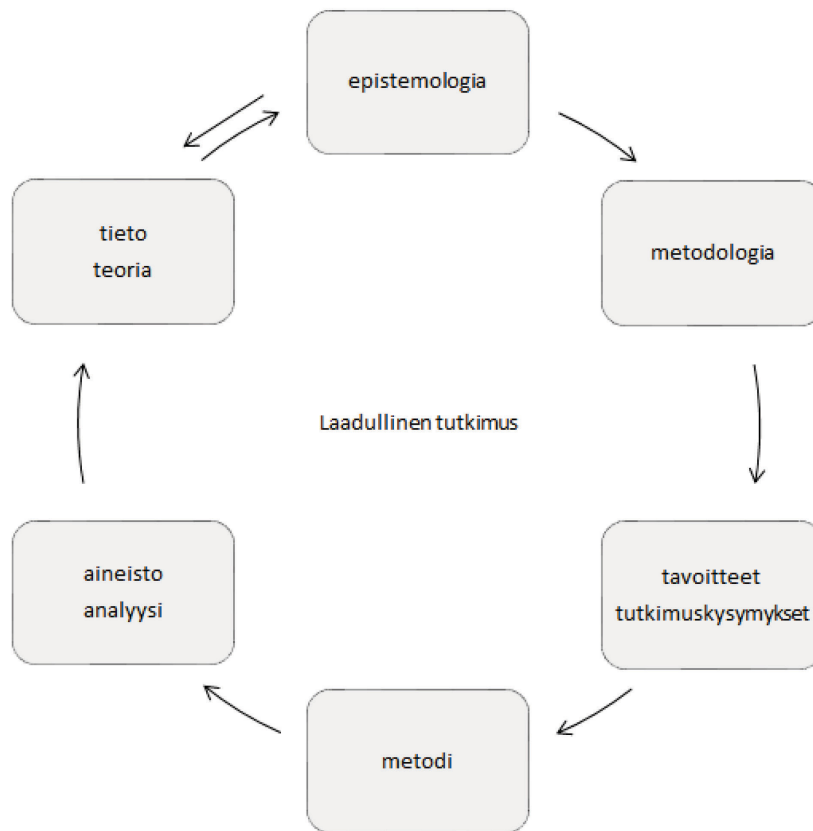 epistemologia
tieto
teoria
metodologia
Laadullinen tutkimus
aineisto
analyysi
tavoitteet
tutkimuskysymykset
metodi